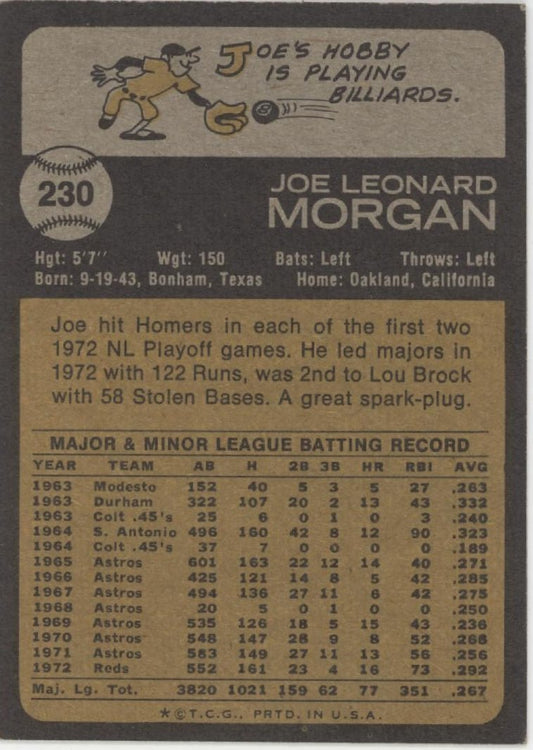 JOE'S HOBBY
IS PLAYING
BILLIARDS.
8
230
JOE LEONARD
MORGAN
Hgt: 5'7" Wgt: 150 Bats: Left Throws: Left
Born: 9-19-43, Bonham, Texas Home: Oakland, California
Joe hit Homers in each of the first two
1972 NL Playoff games. He led majors in
1972 with 122 Runs, was 2nd to Lou Brock
with 58 Stolen Bases. A great spark-plug.
MAJOR & MINOR LEAGUE BATTING RECORD
YEAR TEAM AB H 2B 3B HR RBI AVG
1963 Modesto 152 40 5 3 5 27 .263
1963 Durham 322 107 20 2 13 43 .332
1963 Colt .45's 25 6 0 1 0 3 .240
1964 S. Antonio 496 160 42 8 12 90 .323
1964 Colt .45's 37 7 0 0 0 0 .189
1965 Astros 601 163 22 12 14 40 .271
1966 Astros 425 121 14 8 5 42 .285
1967 Astros 494 136 27 11 6 42 .275
1968 Astros 20 5 0 1 0 0 .250
1969 Astros 535 126 18 5 15 43 .236
1970 Astros 548 147 28 9 8 52 .268
1971 Astros 583 149 27 11 13 56 .256
1972 Reds 552 161 23 4 16 73 .292
Maj. Lg. Tot. 3820 1021 159 62 77 351 .267
*©T.C.G., PRTD. IN U.S.A.